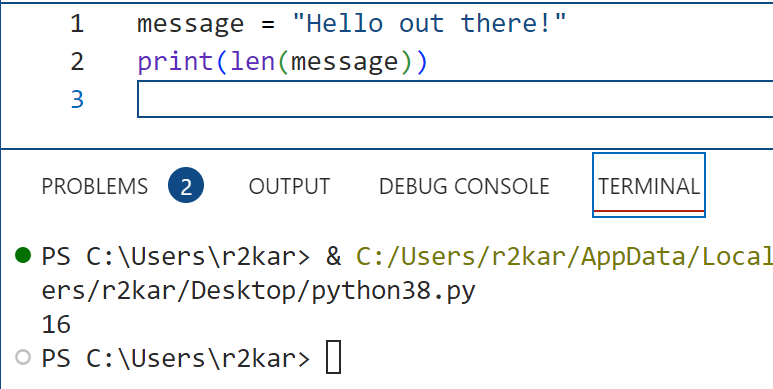 1 message = "Hello out there!"
2 print(len(message))
3
PROBLEMS 2 OUTPUT DEBUG CONSOLE TERMINAL
PS C:\Users\r2kar> & C:/Users/r2kar/AppData/Local
ers/r2kar/Desktop/python38.py
16
PS C:\Users\r2kar>